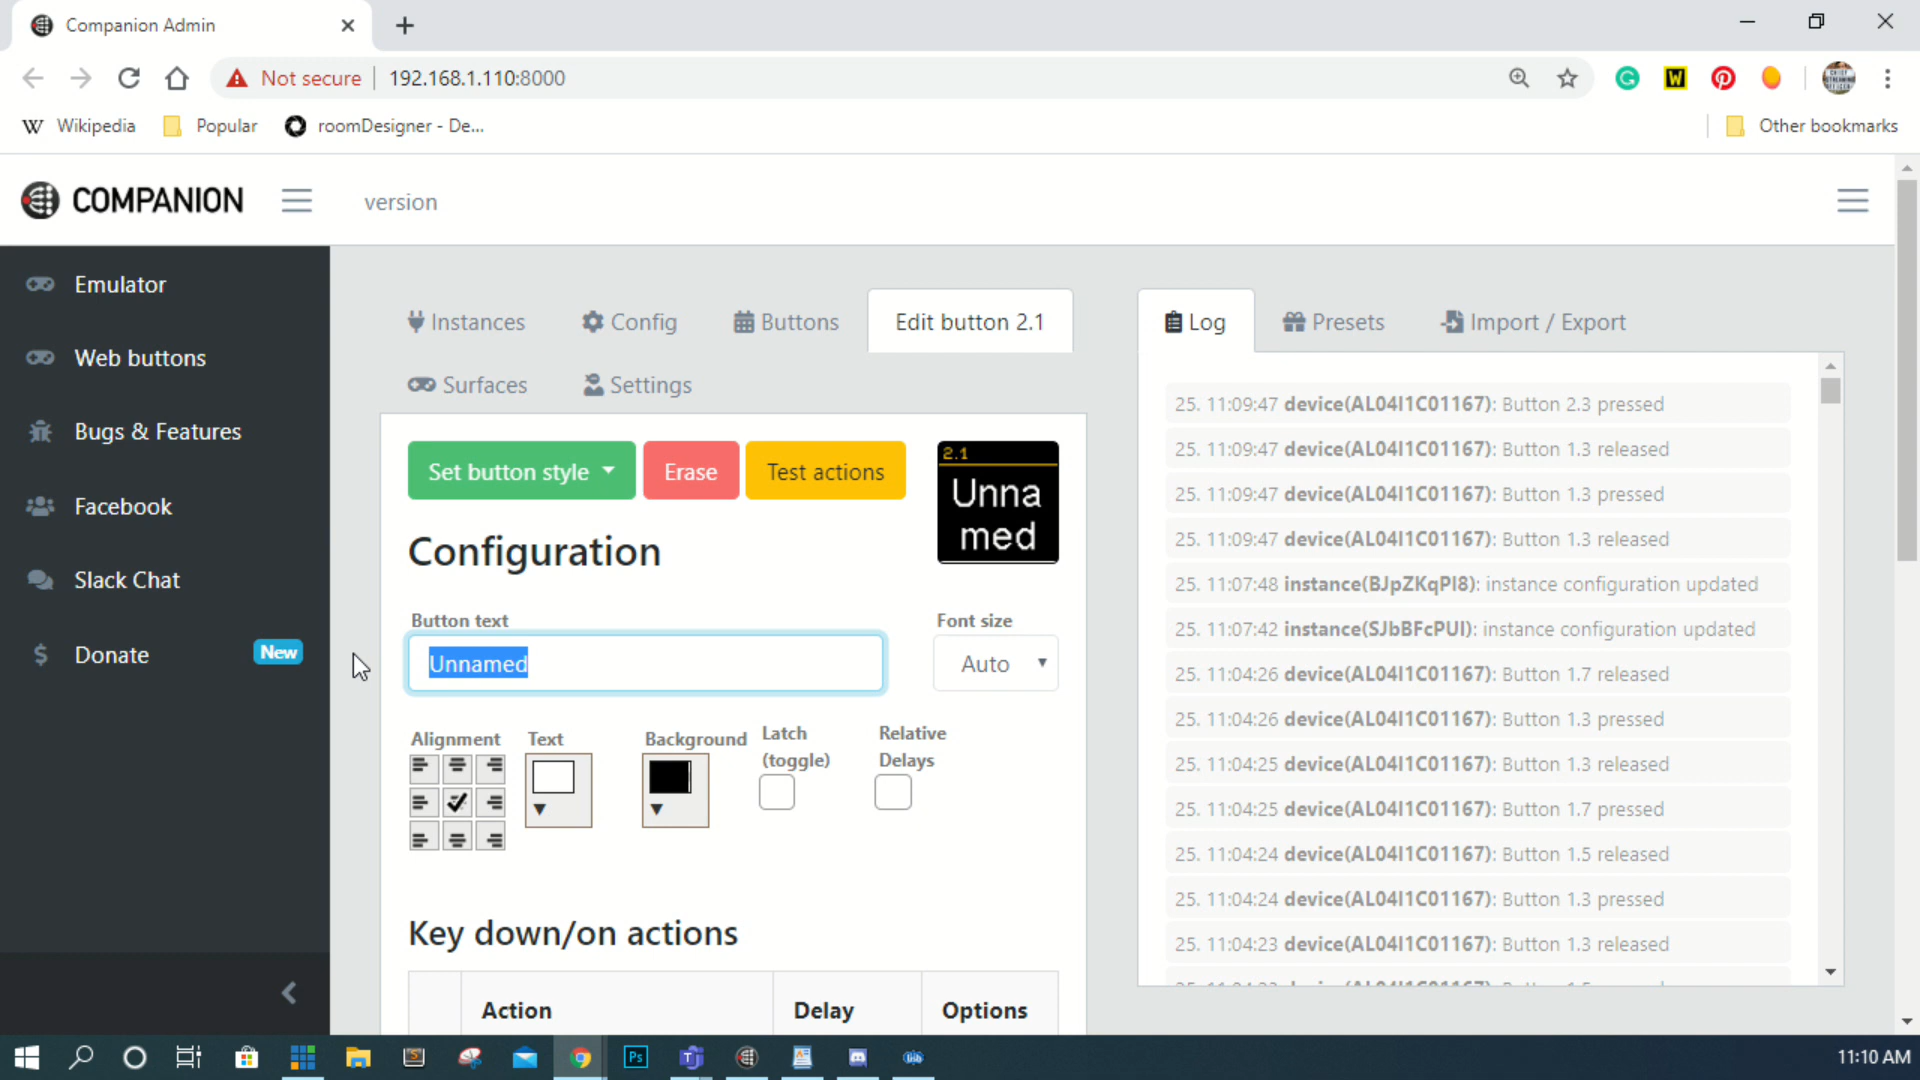 Companion Admin
Not secure
192.168.1.110:8000
Wikipedia
Popular
roomDesigner - De...
Other bookmarks
COMPANION
version
Emulator
Web buttons
Bugs & Features
Facebook
Slack Chat
Donate
New
Instances
Config
Buttons
Edit button 2.1
Surfaces
Settings
Set button style
Erase
Test actions
2.1
Unna
med
Configuration
Button text
Font size
Unnamed
Auto
Alignment
Text
Background
Latch
(toggle)
Relative
Delays
Key down/on actions
Action
Delay
Options
Log
Presets
Import / Export
25. 11:09:47 device(AL04I1C01167): Button 2.3 pressed
25. 11:09:47 device(AL04I1C01167): Button 1.3 released
25. 11:09:47 device(AL04I1C01167): Button 1.3 pressed
25. 11:09:47 device(AL04I1C01167): Button 1.3 released
25. 11:07:48 instance(BJpZKqPI8): instance configuration updated
25. 11:07:42 instance(SJbBFcPUI): instance configuration updated
25. 11:04:26 device(AL04I1C01167): Button 1.7 released
25. 11:04:26 device(AL04I1C01167): Button 1.3 pressed
25. 11:04:25 device(AL04I1C01167): Button 1.3 released
25. 11:04:25 device(AL04I1C01167): Button 1.7 pressed
25. 11:04:24 device(AL04I1C01167): Button 1.5 released
25. 11:04:24 device(AL04I1C01167): Button 1.3 pressed
25. 11:04:23 device(AL04I1C01167): Button 1.3 released
11:10 AM